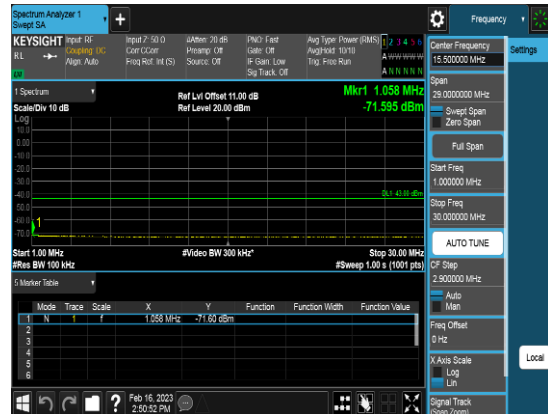 Spectrum Analyzer 1
Swept SA
+
Frequency
KEYSIGHT
RL
Input: RF
Coupling: DC
Align: Auto
Input Z: 50 Ω
Corr CCorr
Freq Ref: Int (S)
#Atten: 20 dB
Preamp: Off
Source: Off
PNO: Fast
Gate: Off
IF Gain: Low
Sig Track: Off
Avg Type: Power (RMS)
Avg|Hold: 10/10
Trig: Free Run
1 2 3 4 5 6
A W W W W W
A N N N N N
1 Spectrum
Scale/Div 10 dB
Log
Ref Lvl Offset 11.00 dB
Ref Level 20.00 dBm
Mkr1 1.058 MHz
-71.595 dBm
10.0
0.00
-10.0
-20.0
-30.0
-40.0
-50.0
-60.0
-70.0
DL1 -43.00 dBm
1
Start 1.00 MHz
#Res BW 100 kHz
#Video BW 300 kHz*
Stop 30.00 MHz
#Sweep 1.00 s (1001 pts)
5 Marker Table
Mode Trace Scale X Y Function Function Width Function Value
1 N 1 f 1.058 MHz -71.60 dBm
2
3
4
5
6
Feb 16, 2023
2:50:52 PM
Center Frequency
15.500000 MHz
Settings
Span
29.0000000 MHz
Swept Span
Zero Span
Full Span
Start Freq
1.000000 MHz
Stop Freq
30.000000 MHz
AUTO TUNE
CF Step
2.900000 MHz
Auto
Man
Freq Offset
0 Hz
X Axis Scale
Log
Lin
Local
Signal Track
(Span Zoom)